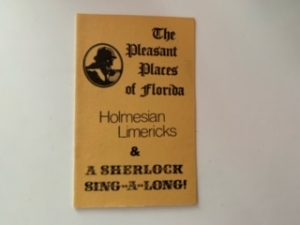 The
Pleasant
Places
of Florida
Holmesian
Limericks
&
A SHERLOCK
SING-A-LONG!